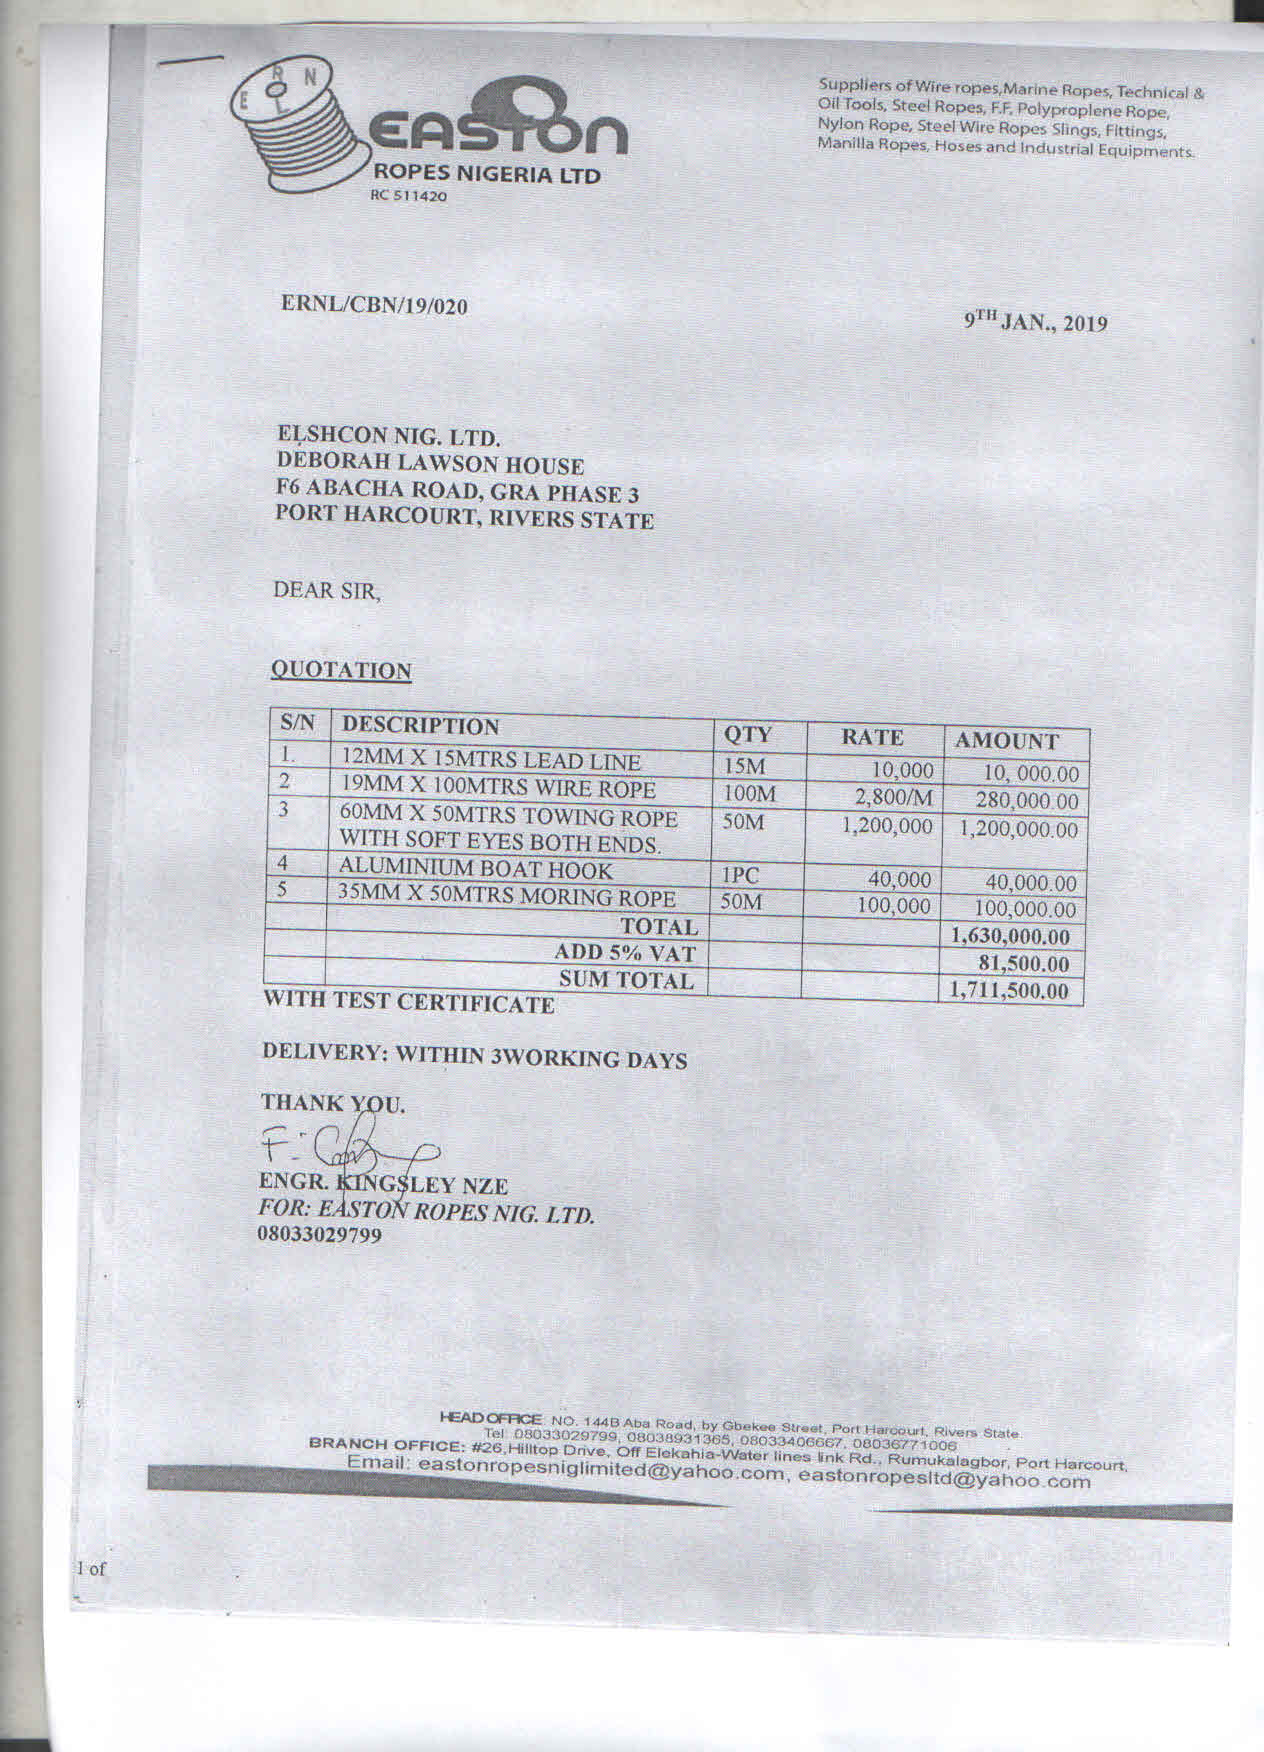 E R N L
EASTON
ROPES NIGERIA LTD
RC 511420
Suppliers of Wire ropes,Marine Ropes, Technical &
Oil Tools, Steel Ropes, F.F. Polyproplene Rope,
Nylon Rope, Steel Wire Ropes Slings, Fittings,
Manilla Ropes, Hoses and Industrial Equipments.
ERNL/CBN/19/020
9TH JAN., 2019
ELSHCON NIG. LTD.
DEBORAH LAWSON HOUSE
F6 ABACHA ROAD, GRA PHASE 3
PORT HARCOURT, RIVERS STATE
DEAR SIR,
QUOTATION
S/N DESCRIPTION QTY RATE AMOUNT
1. 12MM X 15MTRS LEAD LINE 15M 10,000 10, 000.00
2 19MM X 100MTRS WIRE ROPE 100M 2,800/M 280,000.00
3 60MM X 50MTRS TOWING ROPE 50M 1,200,000 1,200,000.00
WITH SOFT EYES BOTH ENDS.
4 ALUMINIUM BOAT HOOK 1PC 40,000 40,000.00
5 35MM X 50MTRS MORING ROPE 50M 100,000 100,000.00
TOTAL 1,630,000.00
ADD 5% VAT 81,500.00
SUM TOTAL 1,711,500.00
WITH TEST CERTIFICATE
DELIVERY: WITHIN 3WORKING DAYS
THANK YOU.
ENGR. KINGSLEY NZE
FOR: EASTON ROPES NIG. LTD.
08033029799
HEAD OFFICE: NO. 144B Aba Road, by Gbekee Street, Port Harcourt, Rivers State.
Tel: 08033029799, 08038931365, 08033406667, 08036771006
BRANCH OFFICE: #26,Hilltop Drive, Off Elekahia-Water lines link Rd., Rumukalagbor, Port Harcourt,
Email: eastonropesniglimited@yahoo.com, eastonropesltd@yahoo.com
1 of